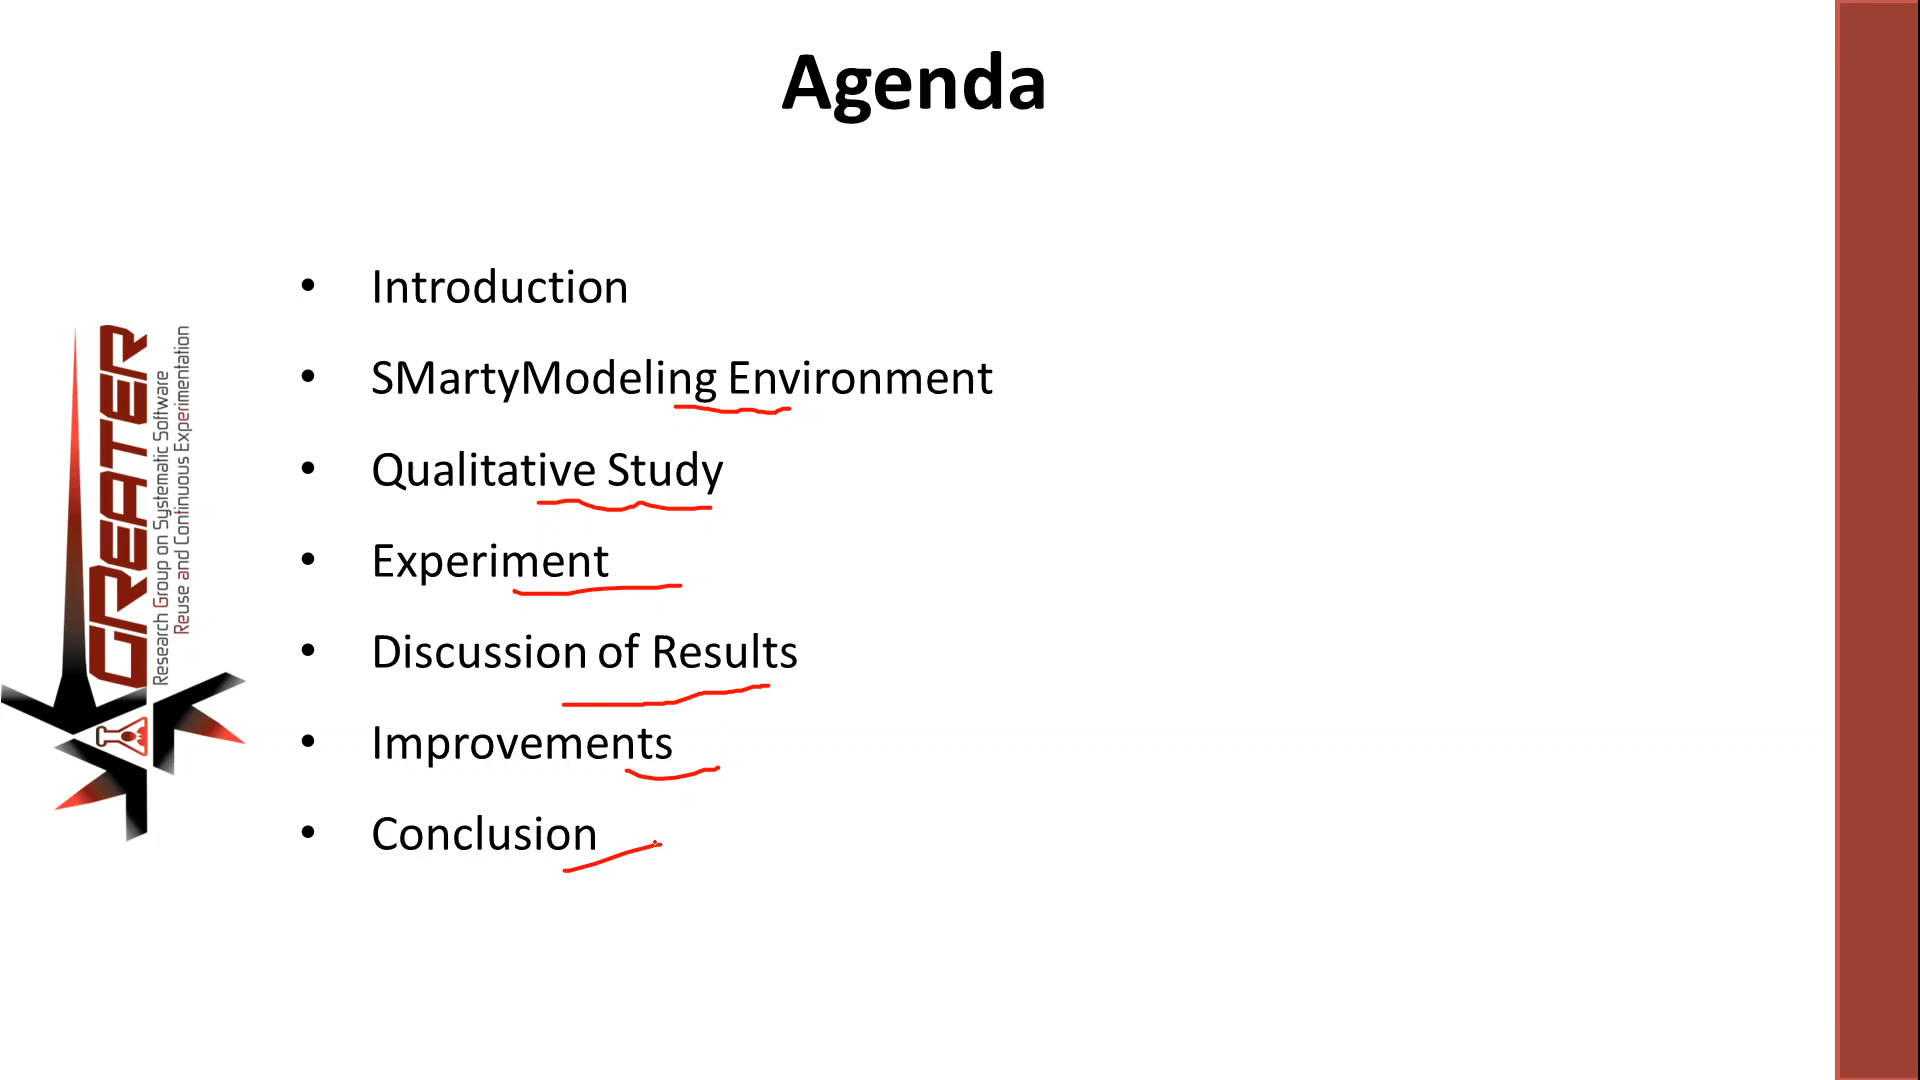 Agenda
• Introduction
• SMartyModeling Environment
• Qualitative Study
• Experiment
• Discussion of Results
• Improvements
• Conclusion
GREATER
Research Group on Systematic Software
Reuse and Continuous Experimentation